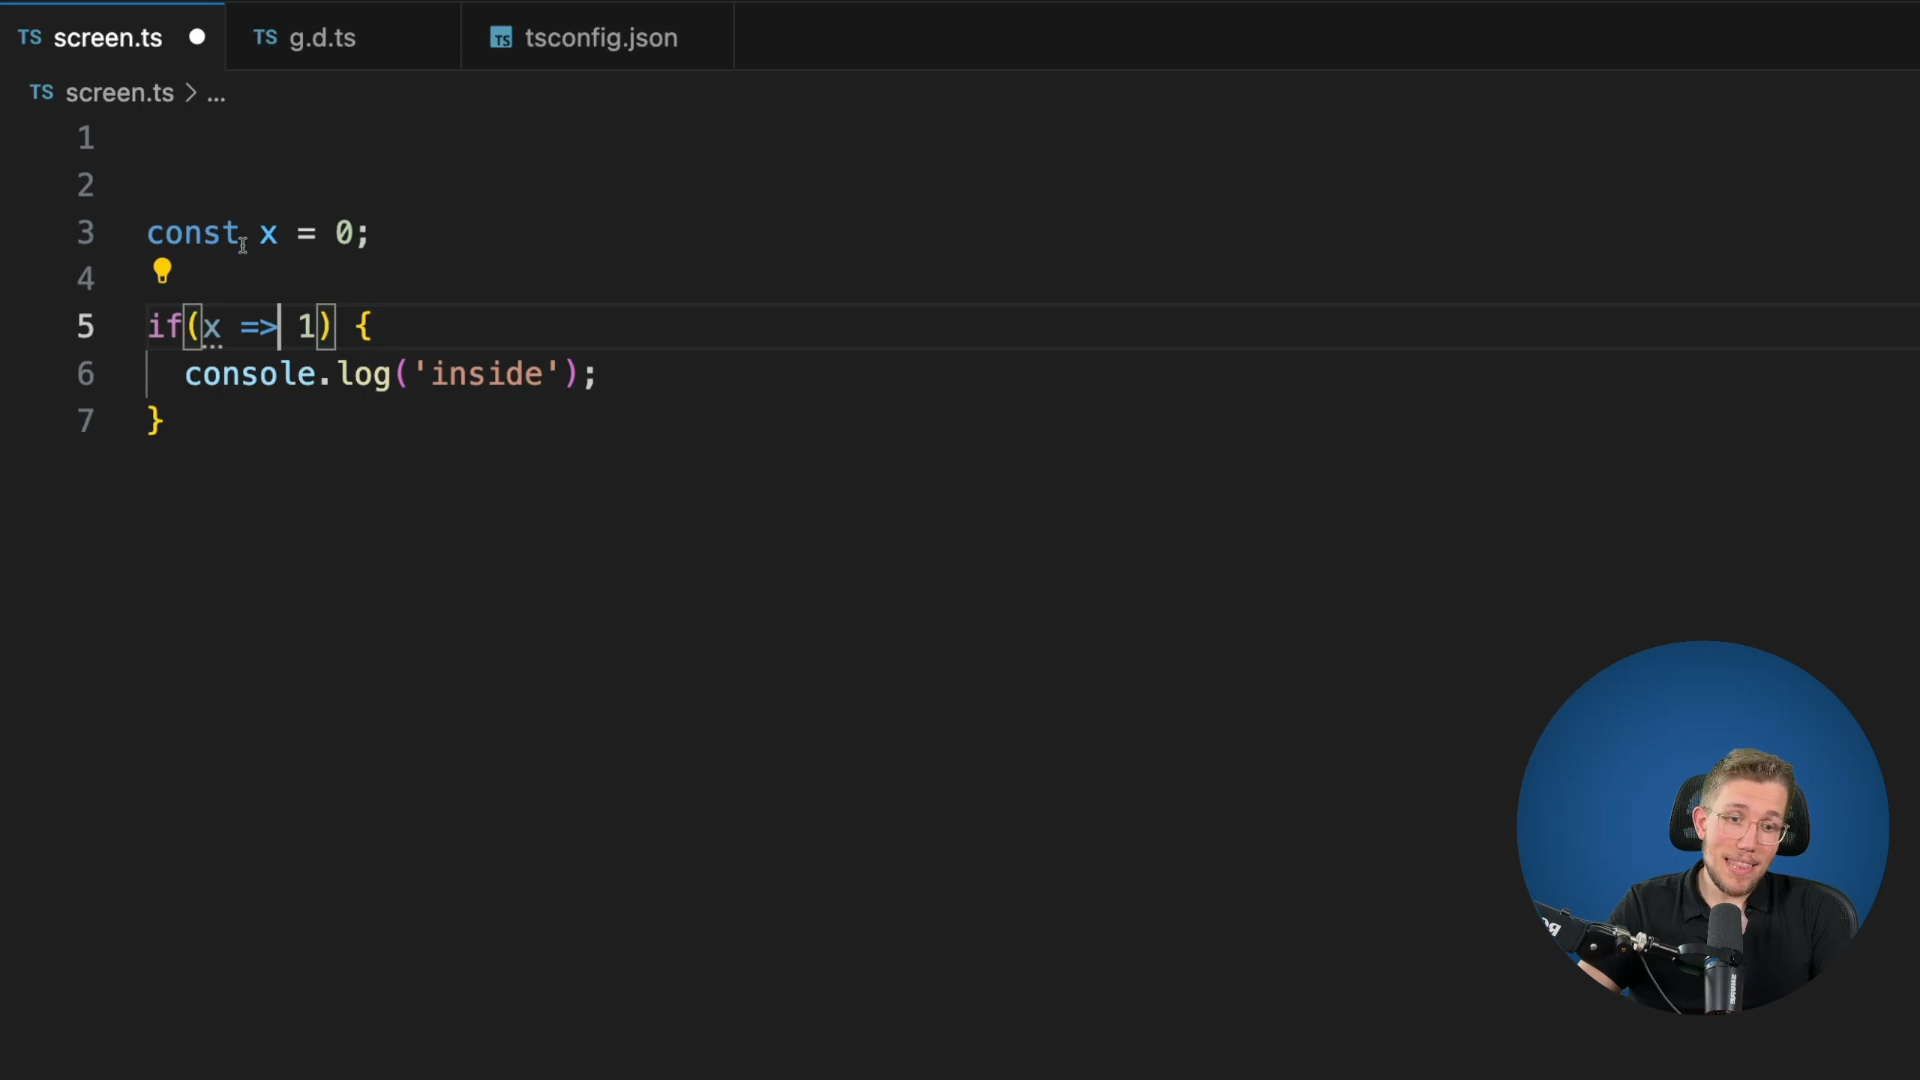 TS screen.ts ● TS g.d.ts TS tsconfig.json
TS screen.ts > ...
1
2
3 const x = 0;
4
5 if(x => 1) {
6 console.log('inside');
7 }